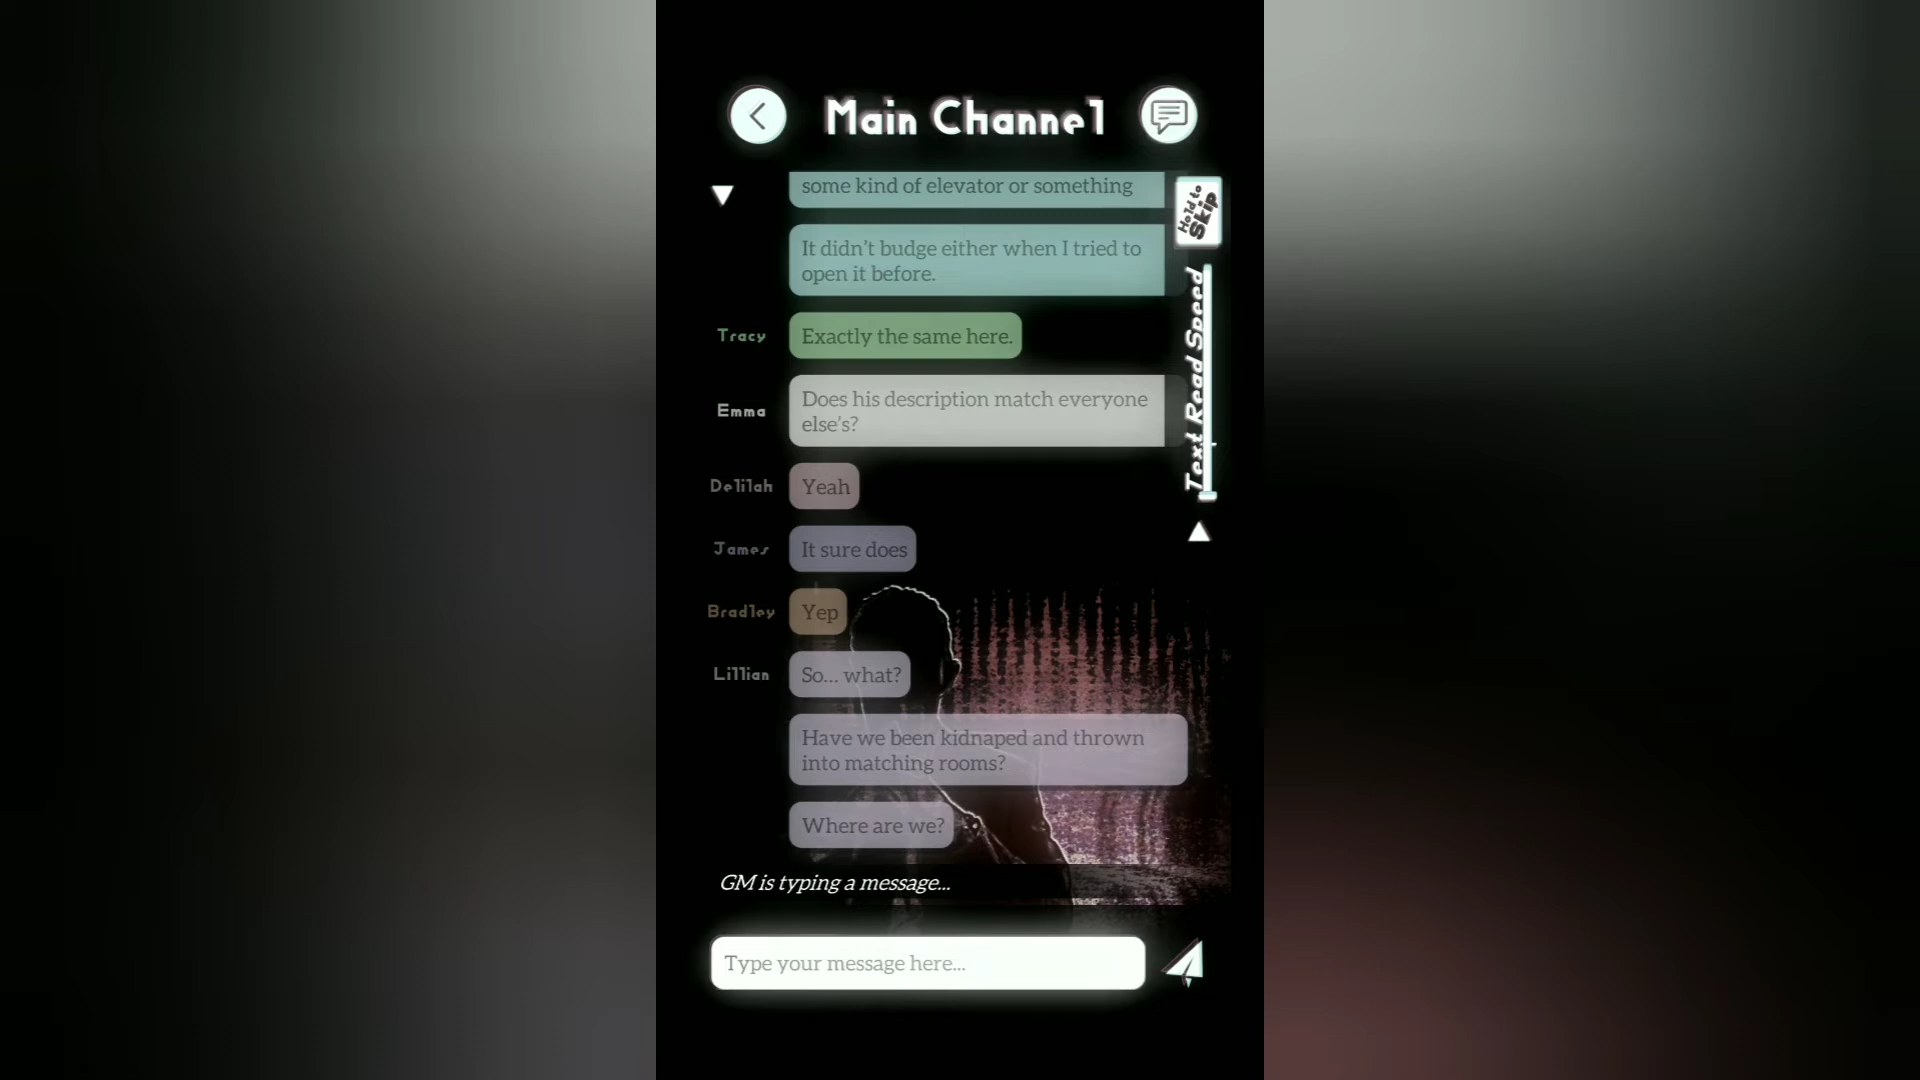 Main Channel
some kind of elevator or something
Hold to
Skip
It didn't budge either when I tried to
open it before.
Text Read Speed
Tracy
Exactly the same here.
Emma
Does his description match everyone
else's?
Delilah
Yeah
James
It sure does
Bradley
Yep
Lillian
So... what?
Have we been kidnaped and thrown
into matching rooms?
Where are we?
GM is typing a message...
Type your message here...